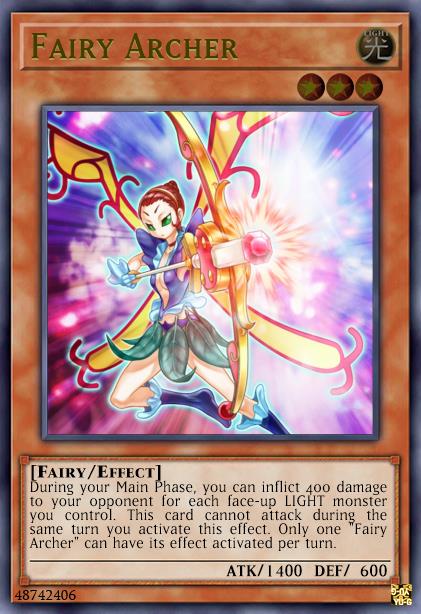 FAIRY ARCHER
LIGHT
光
[FAIRY/EFFECT]
During your Main Phase, you can inflict 400 damage
to your opponent for each face-up LIGHT monster
you control. This card cannot attack during the
same turn you activate this effect. Only one "Fairy
Archer" can have its effect activated per turn.
ATK/1400 DEF/ 600
48742406